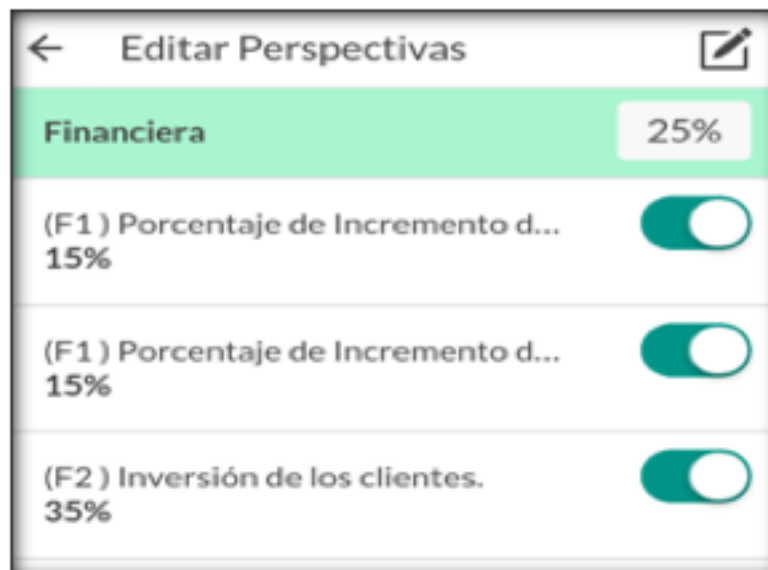 Editar Perspectivas
Financiera 25%
(F1 ) Porcentaje de Incremento d...
15%
(F1 ) Porcentaje de Incremento d...
15%
(F2 ) Inversión de los clientes.
35%